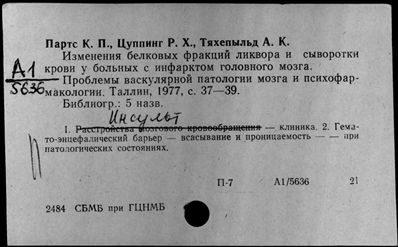 Партс К. П., Цуппинг Р. Х., Тяхепыльд А. К.
Изменения белковых фракций ликвора и сыворотки
крови у больных с инфарктом головного мозга.
А1
5636
Проблемы васкулярной патологии мозга и психофар-
макологии. Таллин, 1977, с. 37—39.
Библиогр.: 5 назв.
Инсульт
1. Расстройства мозгового кровообращения — клиника. 2. Гема-
то-энцефалический барьер — всасывание и проницаемость — — при
патологических состояниях.
П-7 А1/5636 21
2484 СБМБ при ГЦНМБ